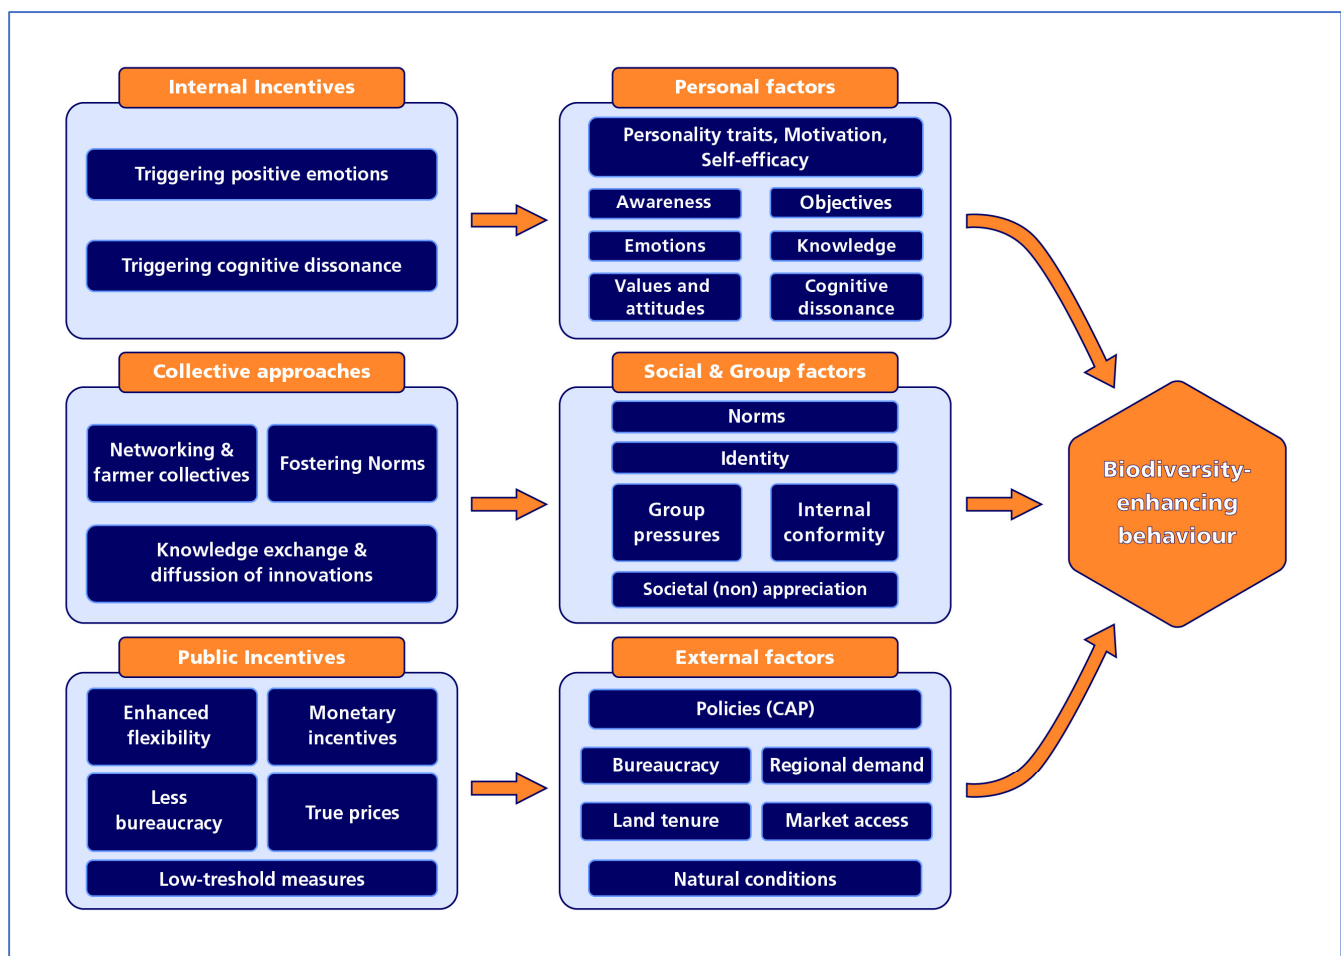 Internal Incentives
Triggering positive emotions
Triggering cognitive dissonance
Personal factors
Personality traits, Motivation,
Self-efficacy
Awareness
Objectives
Emotions
Knowledge
Values and
attitudes
Cognitive
dissonance
Collective approaches
Networking &
farmer collectives
Fostering Norms
Knowledge exchange &
diffussion of innovations
Social & Group factors
Norms
Identity
Group
pressures
Internal
conformity
Societal (non) appreciation
Public Incentives
Enhanced
flexibility
Monetary
incentives
Less
bureaucracy
True prices
Low-treshold measures
External factors
Policies (CAP)
Bureaucracy
Regional demand
Land tenure
Market access
Natural conditions
Biodiversity-
enhancing
behaviour